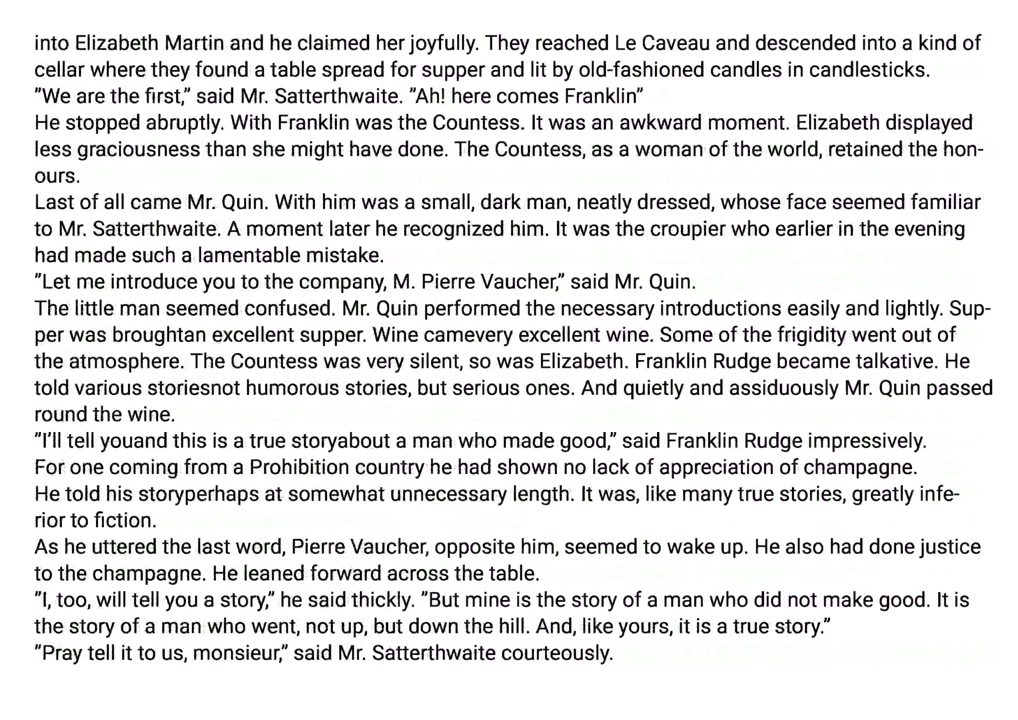 into Elizabeth Martin and he claimed her joyfully. They reached Le Caveau and descended into a kind of
cellar where they found a table spread for supper and lit by old-fashioned candles in candlesticks.
"We are the first," said Mr. Satterthwaite. "Ah! here comes Franklin"
He stopped abruptly. With Franklin was the Countess. It was an awkward moment. Elizabeth displayed
less graciousness than she might have done. The Countess, as a woman of the world, retained the hon-
ours.
Last of all came Mr. Quin. With him was a small, dark man, neatly dressed, whose face seemed familiar
to Mr. Satterthwaite. A moment later he recognized him. It was the croupier who earlier in the evening
had made such a lamentable mistake.
"Let me introduce you to the company, M. Pierre Vaucher," said Mr. Quin.
The little man seemed confused. Mr. Quin performed the necessary introductions easily and lightly. Sup-
per was broughtan excellent supper. Wine camevery excellent wine. Some of the frigidity went out of
the atmosphere. The Countess was very silent, so was Elizabeth. Franklin Rudge became talkative. He
told various storiesnot humorous stories, but serious ones. And quietly and assiduously Mr. Quin passed
round the wine.
"I'll tell youand this is a true storyabout a man who made good," said Franklin Rudge impressively.
For one coming from a Prohibition country he had shown no lack of appreciation of champagne.
He told his storyperhaps at somewhat unnecessary length. It was, like many true stories, greatly infe-
rior to fiction.
As he uttered the last word, Pierre Vaucher, opposite him, seemed to wake up. He also had done justice
to the champagne. He leaned forward across the table.
"I, too, will tell you a story," he said thickly. "But mine is the story of a man who did not make good. It is
the story of a man who went, not up, but down the hill. And, like yours, it is a true story."
"Pray tell it to us, monsieur," said Mr. Satterthwaite courteously.